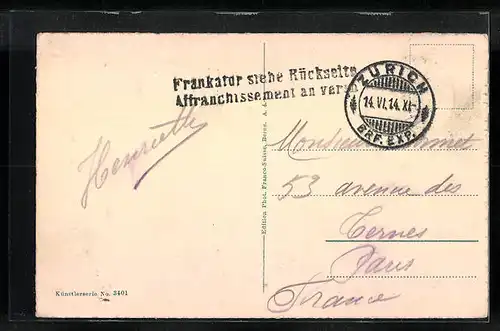 Frankatur siehe Rückseite
Affranchissement au verso
ZÜRICH
14.VI.14.XI-
BRF. EXP.
Henriette
Monsieur
53 avenue des
Ternes
Paris
France
Edition Phot. Franco-Suisse, Berne.
Künstlerserie No. 3401